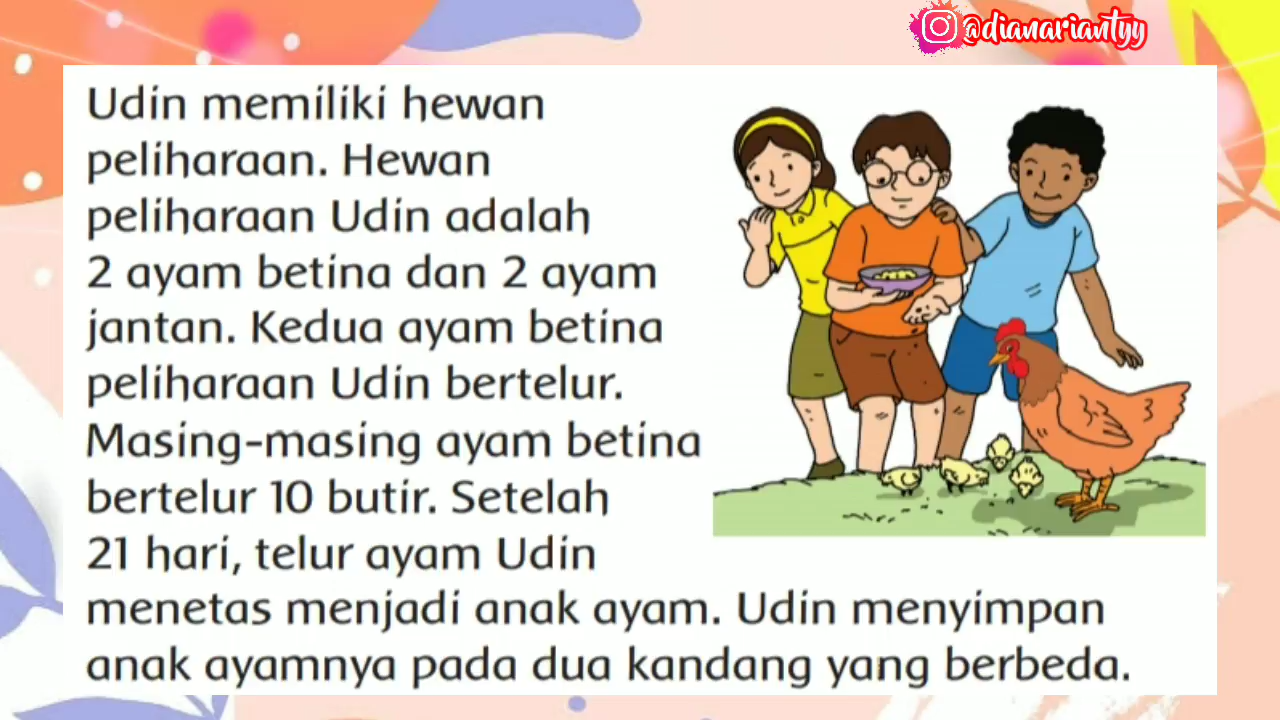 @dianariantyy
Udin memiliki hewan
peliharaan. Hewan
peliharaan Udin adalah
2 ayam betina dan 2 ayam
jantan. Kedua ayam betina
peliharaan Udin bertelur.
Masing-masing ayam betina
bertelur 10 butir. Setelah
21 hari, telur ayam Udin
menetas menjadi anak ayam. Udin menyimpan
anak ayamnya pada dua kandang yang berbeda.